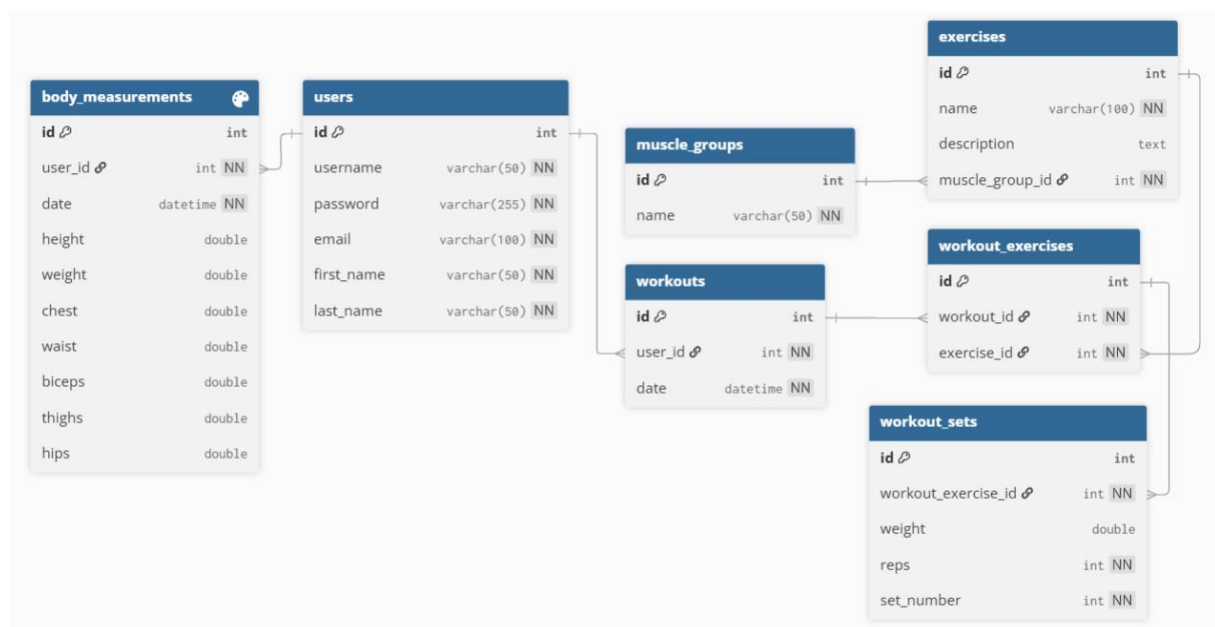 body_measurements
id int
user_id int NN
date datetime NN
height double
weight double
chest double
waist double
biceps double
thighs double
hips double
users
id int
username varchar(50) NN
password varchar(255) NN
email varchar(100) NN
first_name varchar(50) NN
last_name varchar(50) NN
muscle_groups
id int
name varchar(50) NN
workouts
id int
user_id int NN
date datetime NN
exercises
id int
name varchar(100) NN
description text
muscle_group_id int NN
workout_exercises
id int
workout_id int NN
exercise_id int NN
workout_sets
id int
workout_exercise_id int NN
weight double
reps int NN
set_number int NN